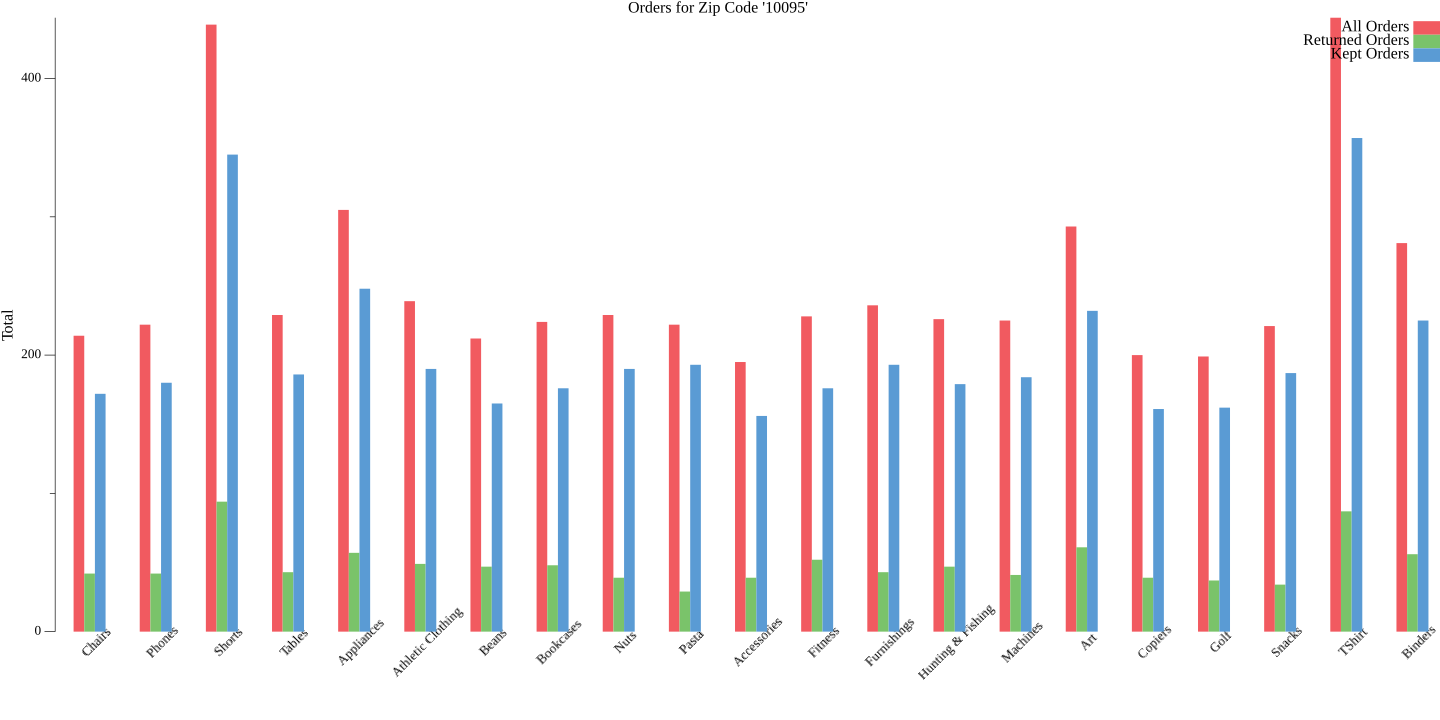 Orders for Zip Code '10095'
All Orders
Returned Orders
Kept Orders
400
200
0
Total
Chairs
Phones
Shorts
Tables
Appliances
Athletic Clothing
Beans
Bookcases
Nuts
Pasta
Accessories
Fitness
Furnishings
Hunting & Fishing
Machines
Art
Copiers
Golf
Snacks
TShirt
Binders